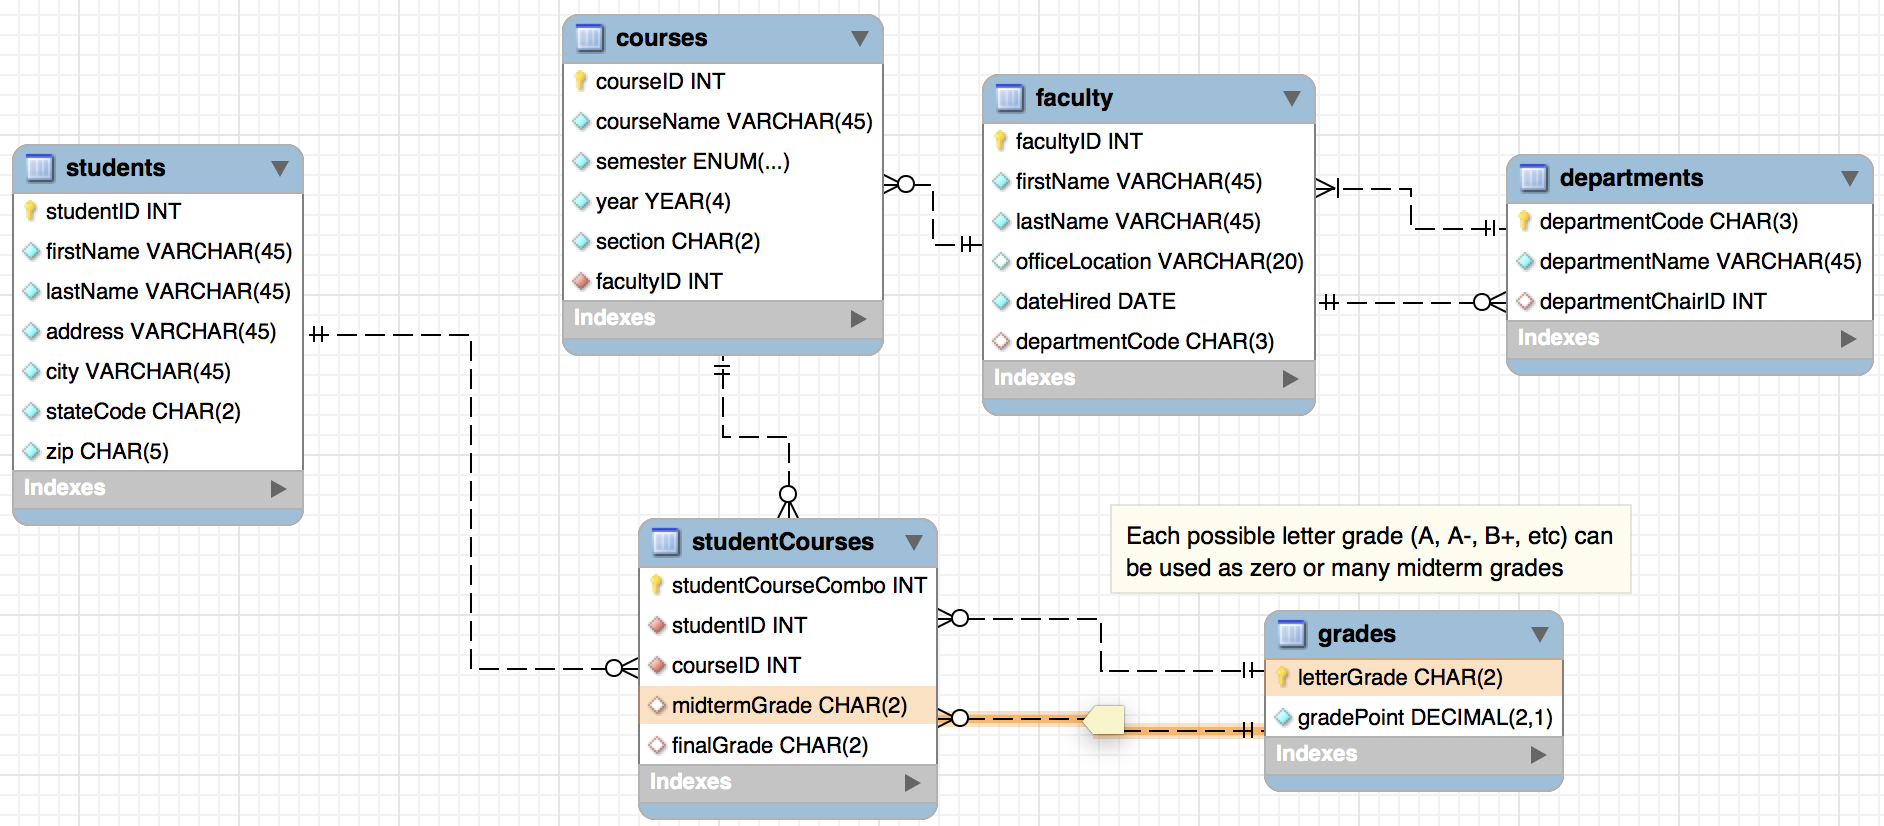 courses
courseID INT
courseName VARCHAR(45)
semester ENUM(...)
year YEAR(4)
section CHAR(2)
facultyID INT
Indexes
faculty
facultyID INT
firstName VARCHAR(45)
lastName VARCHAR(45)
officeLocation VARCHAR(20)
dateHired DATE
departmentCode CHAR(3)
Indexes
students
studentID INT
firstName VARCHAR(45)
lastName VARCHAR(45)
address VARCHAR(45)
city VARCHAR(45)
stateCode CHAR(2)
zip CHAR(5)
Indexes
departments
departmentCode CHAR(3)
departmentName VARCHAR(45)
departmentChairID INT
Indexes
studentCourses
studentCourseCombo INT
studentID INT
courseID INT
midtermGrade CHAR(2)
finalGrade CHAR(2)
Indexes
Each possible letter grade (A, A-, B+, etc) can
be used as zero or many midterm grades
grades
letterGrade CHAR(2)
gradePoint DECIMAL(2,1)
Indexes